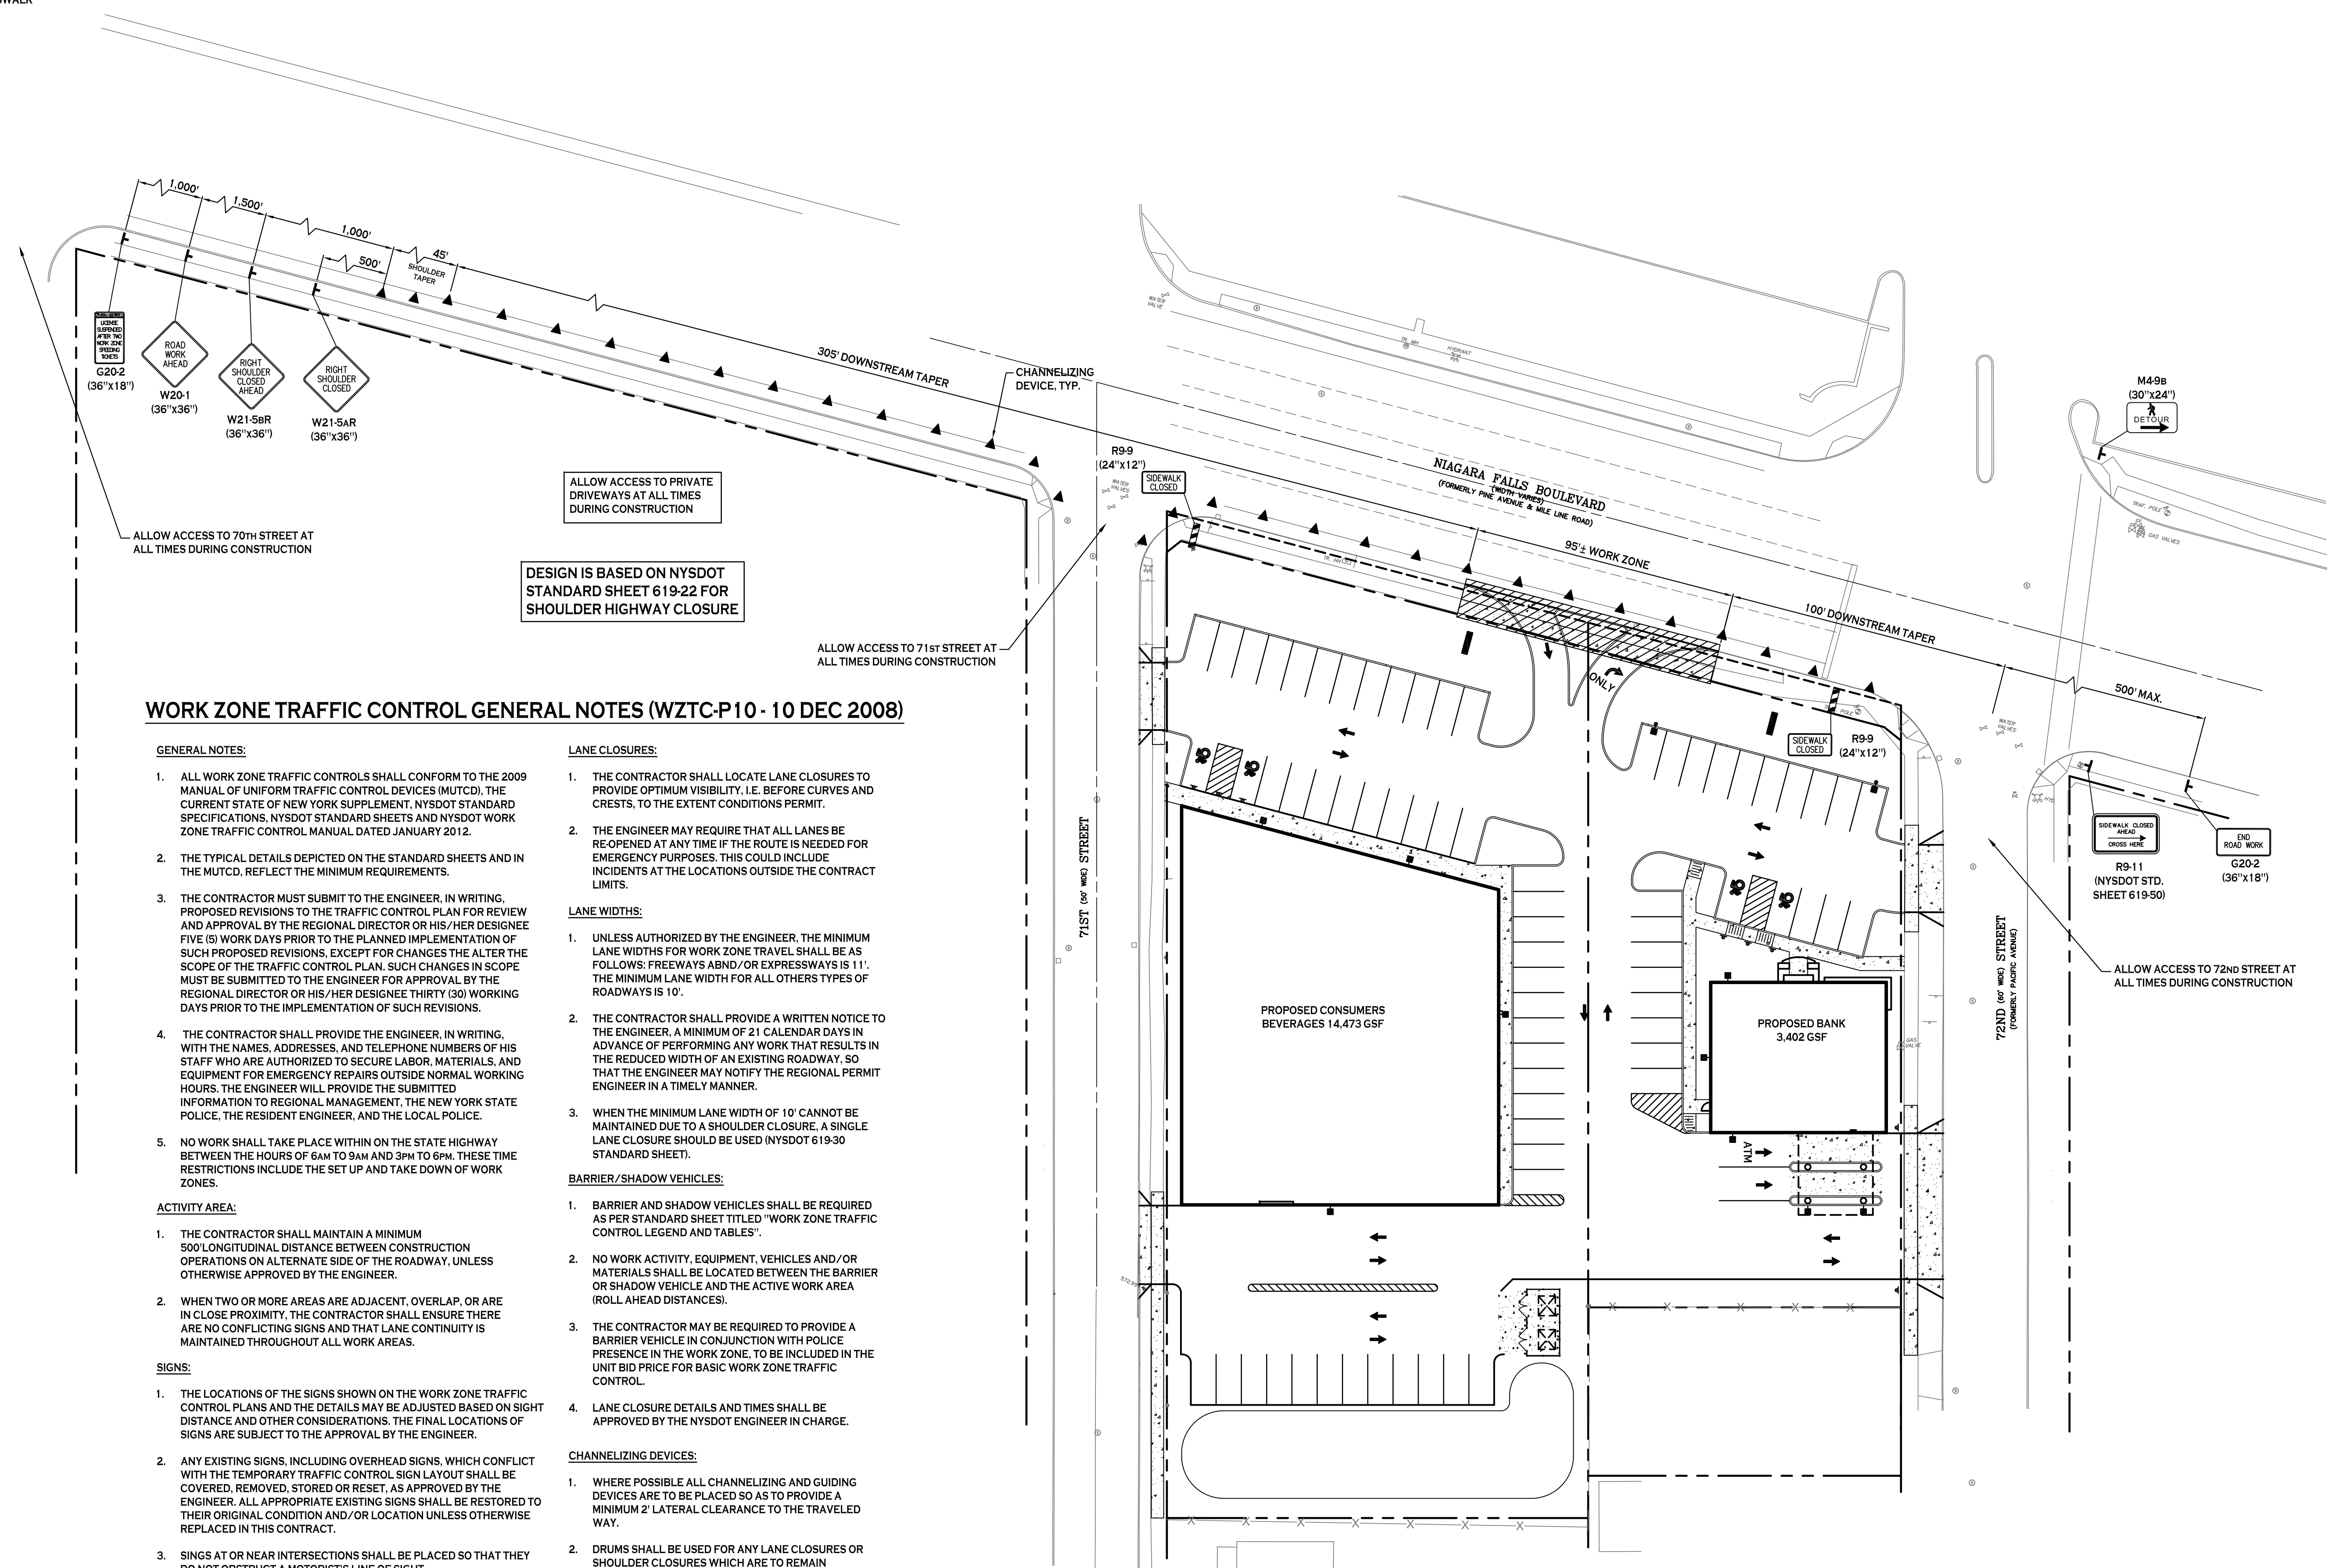 1,000'
1,500'
1,000'
500'
45'
SHOULDER
TAPER
305' DOWNSTREAM TAPER
CHANNELIZING
DEVICE, TYP.
LICENSE
SUSPENDED
AFTER TWO
WORK ZONE
SPEEDING
TICKETS
G20-2
(36"x18")
ROAD
WORK
AHEAD
W20-1
(36"x36")
RIGHT
SHOULDER
CLOSED
AHEAD
W21-5BR
(36"x36")
RIGHT
SHOULDER
CLOSED
W21-5AR
(36"x36")
ALLOW ACCESS TO 70TH STREET AT
ALL TIMES DURING CONSTRUCTION
ALLOW ACCESS TO PRIVATE
DRIVEWAYS AT ALL TIMES
DURING CONSTRUCTION
DESIGN IS BASED ON NYSDOT
STANDARD SHEET 619-22 FOR
SHOULDER HIGHWAY CLOSURE
ALLOW ACCESS TO 71ST STREET AT
ALL TIMES DURING CONSTRUCTION
R9-9
(24"x12")
SIDEWALK
CLOSED
WATER
VALVES
WATER
VALVE
TR. MH
HYDRANT
NIAGARA FALLS BOULEVARD
(WIDTH VARIES)
(FORMERLY PINE AVENUE & MILE LINE ROAD)
95'± WORK ZONE
100' DOWNSTREAM TAPER
500' MAX.
M4-9B
(30"x24")
DETOUR
TRAF. POLE
GAS VALVES
ONLY
POLE
SIDEWALK
CLOSED
R9-9
(24"x12")
WATER
VALVES
HYD.
SIDEWALK CLOSED
AHEAD
CROSS HERE
R9-11
(NYSDOT STD.
SHEET 619-50)
END
ROAD WORK
G20-2
(36"x18")
ALLOW ACCESS TO 72ND STREET AT
ALL TIMES DURING CONSTRUCTION
71ST (50' WIDE) STREET
72ND (60' WIDE) STREET
(FORMERLY PACIFIC AVENUE)
PROPOSED CONSUMERS
BEVERAGES 14,473 GSF
PROPOSED BANK
3,402 GSF
GAS
VALVE
ATM
WORK ZONE TRAFFIC CONTROL GENERAL NOTES (WZTC-P10 - 10 DEC 2008)
GENERAL NOTES:
1. ALL WORK ZONE TRAFFIC CONTROLS SHALL CONFORM TO THE 2009
MANUAL OF UNIFORM TRAFFIC CONTROL DEVICES (MUTCD), THE
CURRENT STATE OF NEW YORK SUPPLEMENT, NYSDOT STANDARD
SPECIFICATIONS, NYSDOT STANDARD SHEETS AND NYSDOT WORK
ZONE TRAFFIC CONTROL MANUAL DATED JANUARY 2012.
2. THE TYPICAL DETAILS DEPICTED ON THE STANDARD SHEETS AND IN
THE MUTCD, REFLECT THE MINIMUM REQUIREMENTS.
3. THE CONTRACTOR MUST SUBMIT TO THE ENGINEER, IN WRITING,
PROPOSED REVISIONS TO THE TRAFFIC CONTROL PLAN FOR REVIEW
AND APPROVAL BY THE REGIONAL DIRECTOR OR HIS/HER DESIGNEE
FIVE (5) WORK DAYS PRIOR TO THE PLANNED IMPLEMENTATION OF
SUCH PROPOSED REVISIONS, EXCEPT FOR CHANGES THE ALTER THE
SCOPE OF THE TRAFFIC CONTROL PLAN. SUCH CHANGES IN SCOPE
MUST BE SUBMITTED TO THE ENGINEER FOR APPROVAL BY THE
REGIONAL DIRECTOR OR HIS/HER DESIGNEE THIRTY (30) WORKING
DAYS PRIOR TO THE IMPLEMENTATION OF SUCH REVISIONS.
4. THE CONTRACTOR SHALL PROVIDE THE ENGINEER, IN WRITING,
WITH THE NAMES, ADDRESSES, AND TELEPHONE NUMBERS OF HIS
STAFF WHO ARE AUTHORIZED TO SECURE LABOR, MATERIALS, AND
EQUIPMENT FOR EMERGENCY REPAIRS OUTSIDE NORMAL WORKING
HOURS. THE ENGINEER WILL PROVIDE THE SUBMITTED
INFORMATION TO REGIONAL MANAGEMENT, THE NEW YORK STATE
POLICE, THE RESIDENT ENGINEER, AND THE LOCAL POLICE.
5. NO WORK SHALL TAKE PLACE WITHIN ON THE STATE HIGHWAY
BETWEEN THE HOURS OF 6AM TO 9AM AND 3PM TO 6PM. THESE TIME
RESTRICTIONS INCLUDE THE SET UP AND TAKE DOWN OF WORK
ZONES.
ACTIVITY AREA:
1. THE CONTRACTOR SHALL MAINTAIN A MINIMUM
500'LONGITUDINAL DISTANCE BETWEEN CONSTRUCTION
OPERATIONS ON ALTERNATE SIDE OF THE ROADWAY, UNLESS
OTHERWISE APPROVED BY THE ENGINEER.
2. WHEN TWO OR MORE AREAS ARE ADJACENT, OVERLAP, OR ARE
IN CLOSE PROXIMITY, THE CONTRACTOR SHALL ENSURE THERE
ARE NO CONFLICTING SIGNS AND THAT LANE CONTINUITY IS
MAINTAINED THROUGHOUT ALL WORK AREAS.
SIGNS:
1. THE LOCATIONS OF THE SIGNS SHOWN ON THE WORK ZONE TRAFFIC
CONTROL PLANS AND THE DETAILS MAY BE ADJUSTED BASED ON SIGHT
DISTANCE AND OTHER CONSIDERATIONS. THE FINAL LOCATIONS OF
SIGNS ARE SUBJECT TO THE APPROVAL BY THE ENGINEER.
2. ANY EXISTING SIGNS, INCLUDING OVERHEAD SIGNS, WHICH CONFLICT
WITH THE TEMPORARY TRAFFIC CONTROL SIGN LAYOUT SHALL BE
COVERED, REMOVED, STORED OR RESET, AS APPROVED BY THE
ENGINEER. ALL APPROPRIATE EXISTING SIGNS SHALL BE RESTORED TO
THEIR ORIGINAL CONDITION AND/OR LOCATION UNLESS OTHERWISE
REPLACED IN THIS CONTRACT.
3. SINGS AT OR NEAR INTERSECTIONS SHALL BE PLACED SO THAT THEY
DO NOT OBSTRUCT A MOTORIST'S LINE OF SIGHT.
LANE CLOSURES:
1. THE CONTRACTOR SHALL LOCATE LANE CLOSURES TO
PROVIDE OPTIMUM VISIBILITY, I.E. BEFORE CURVES AND
CRESTS, TO THE EXTENT CONDITIONS PERMIT.
2. THE ENGINEER MAY REQUIRE THAT ALL LANES BE
RE-OPENED AT ANY TIME IF THE ROUTE IS NEEDED FOR
EMERGENCY PURPOSES. THIS COULD INCLUDE
INCIDENTS AT THE LOCATIONS OUTSIDE THE CONTRACT
LIMITS.
LANE WIDTHS:
1. UNLESS AUTHORIZED BY THE ENGINEER, THE MINIMUM
LANE WIDTHS FOR WORK ZONE TRAVEL SHALL BE AS
FOLLOWS: FREEWAYS ABND/OR EXPRESSWAYS IS 11'.
THE MINIMUM LANE WIDTH FOR ALL OTHERS TYPES OF
ROADWAYS IS 10'.
2. THE CONTRACTOR SHALL PROVIDE A WRITTEN NOTICE TO
THE ENGINEER, A MINIMUM OF 21 CALENDAR DAYS IN
ADVANCE OF PERFORMING ANY WORK THAT RESULTS IN
THE REDUCED WIDTH OF AN EXISTING ROADWAY, SO
THAT THE ENGINEER MAY NOTIFY THE REGIONAL PERMIT
ENGINEER IN A TIMELY MANNER.
3. WHEN THE MINIMUM LANE WIDTH OF 10' CANNOT BE
MAINTAINED DUE TO A SHOULDER CLOSURE, A SINGLE
LANE CLOSURE SHOULD BE USED (NYSDOT 619-30
STANDARD SHEET).
BARRIER/SHADOW VEHICLES:
1. BARRIER AND SHADOW VEHICLES SHALL BE REQUIRED
AS PER STANDARD SHEET TITLED "WORK ZONE TRAFFIC
CONTROL LEGEND AND TABLES".
2. NO WORK ACTIVITY, EQUIPMENT, VEHICLES AND/OR
MATERIALS SHALL BE LOCATED BETWEEN THE BARRIER
OR SHADOW VEHICLE AND THE ACTIVE WORK AREA
(ROLL AHEAD DISTANCES).
3. THE CONTRACTOR MAY BE REQUIRED TO PROVIDE A
BARRIER VEHICLE IN CONJUNCTION WITH POLICE
PRESENCE IN THE WORK ZONE, TO BE INCLUDED IN THE
UNIT BID PRICE FOR BASIC WORK ZONE TRAFFIC
CONTROL.
4. LANE CLOSURE DETAILS AND TIMES SHALL BE
APPROVED BY THE NYSDOT ENGINEER IN CHARGE.
CHANNELIZING DEVICES:
1. WHERE POSSIBLE ALL CHANNELIZING AND GUIDING
DEVICES ARE TO BE PLACED SO AS TO PROVIDE A
MINIMUM 2' LATERAL CLEARANCE TO THE TRAVELED
WAY.
2. DRUMS SHALL BE USED FOR ANY LANE CLOSURES OR
SHOULDER CLOSURES WHICH ARE TO REMAIN